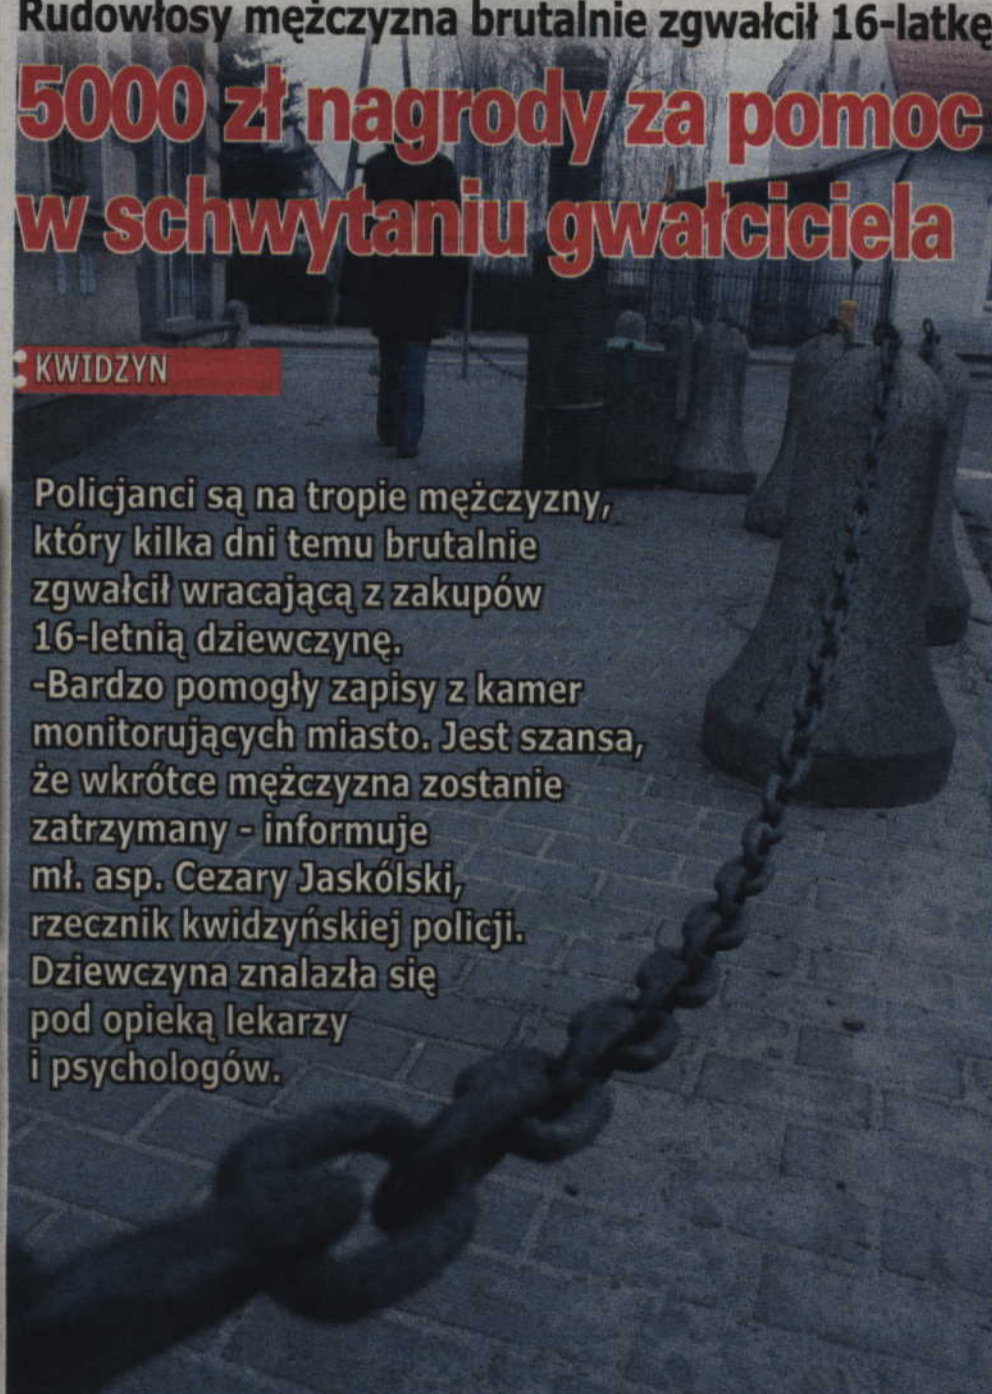 Rudowłosy mężczyzna brutalnie zgwałcił 16-latkę
5000 zł nagrody za pomoc
w schwytaniu gwałciciela
KWIDZYN
Policjanci są na tropie mężczyzny,
który kilka dni temu brutalnie
zgwałcił wracającą z zakupów
16-letnią dziewczynę.
-Bardzo pomogły zapisy z kamer
monitorujących miasto. Jest szansa,
że wkrótce mężczyzna zostanie
zatrzymany - informuje
mł. asp. Cezary Jaskólski,
rzecznik kwidzyńskiej policji.
Dziewczyna znalazła się
pod opieką lekarzy
i psychologów.